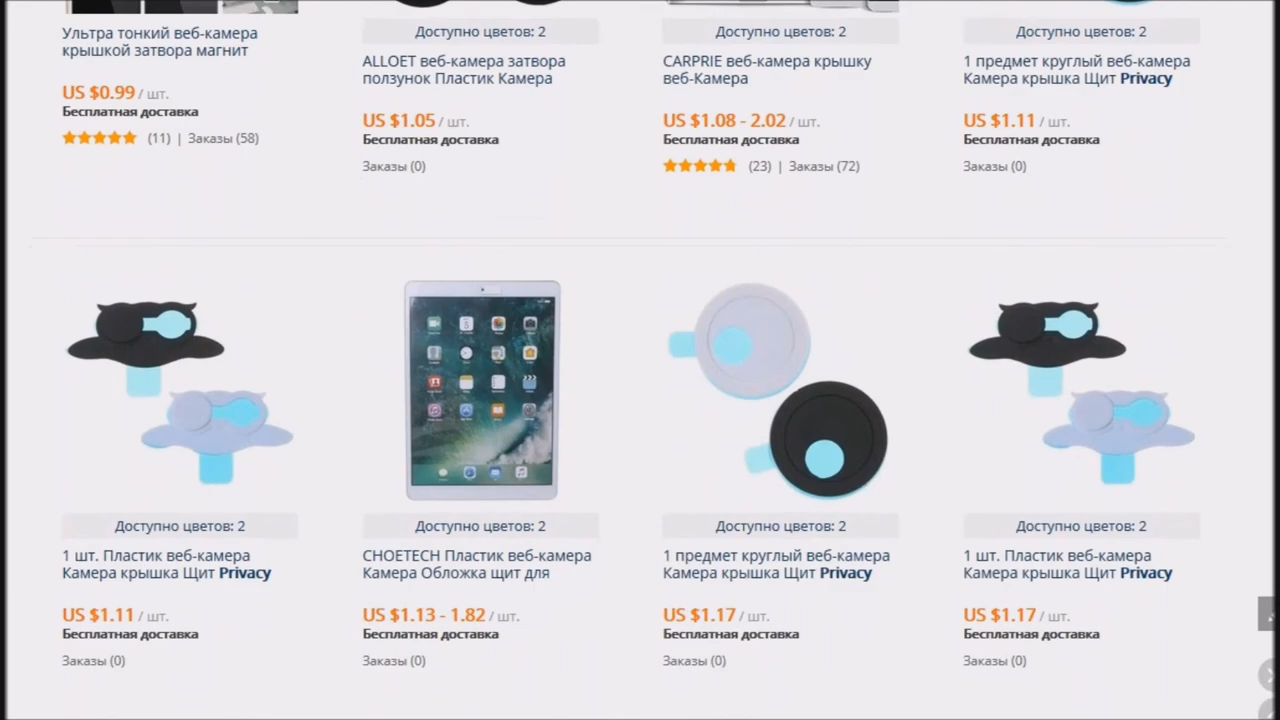 Ультра тонкий веб-камера
крышкой затвора магнит
US $0.99 / шт.
Бесплатная доставка
(11) | Заказы (58)
Доступно цветов: 2
ALLOET веб-камера затвора
ползунок Пластик Камера
US $1.05 / шт.
Бесплатная доставка
Заказы (0)
Доступно цветов: 2
CARPRIE веб-камера крышку
веб-Камера
US $1.08 - 2.02 / шт.
Бесплатная доставка
(23) | Заказы (72)
Доступно цветов: 2
1 предмет круглый веб-камера
Камера крышка Щит Privacy
US $1.11 / шт.
Бесплатная доставка
Заказы (0)
Доступно цветов: 2
1 шт. Пластик веб-камера
Камера крышка Щит Privacy
US $1.11 / шт.
Бесплатная доставка
Заказы (0)
Доступно цветов: 2
CHOETECH Пластик веб-камера
Камера Обложка щит для
US $1.13 - 1.82 / шт.
Бесплатная доставка
Заказы (0)
Доступно цветов: 2
1 предмет круглый веб-камера
Камера крышка Щит Privacy
US $1.17 / шт.
Бесплатная доставка
Заказы (0)
Доступно цветов: 2
1 шт. Пластик веб-камера
Камера крышка Щит Privacy
US $1.17 / шт.
Бесплатная доставка
Заказы (0)